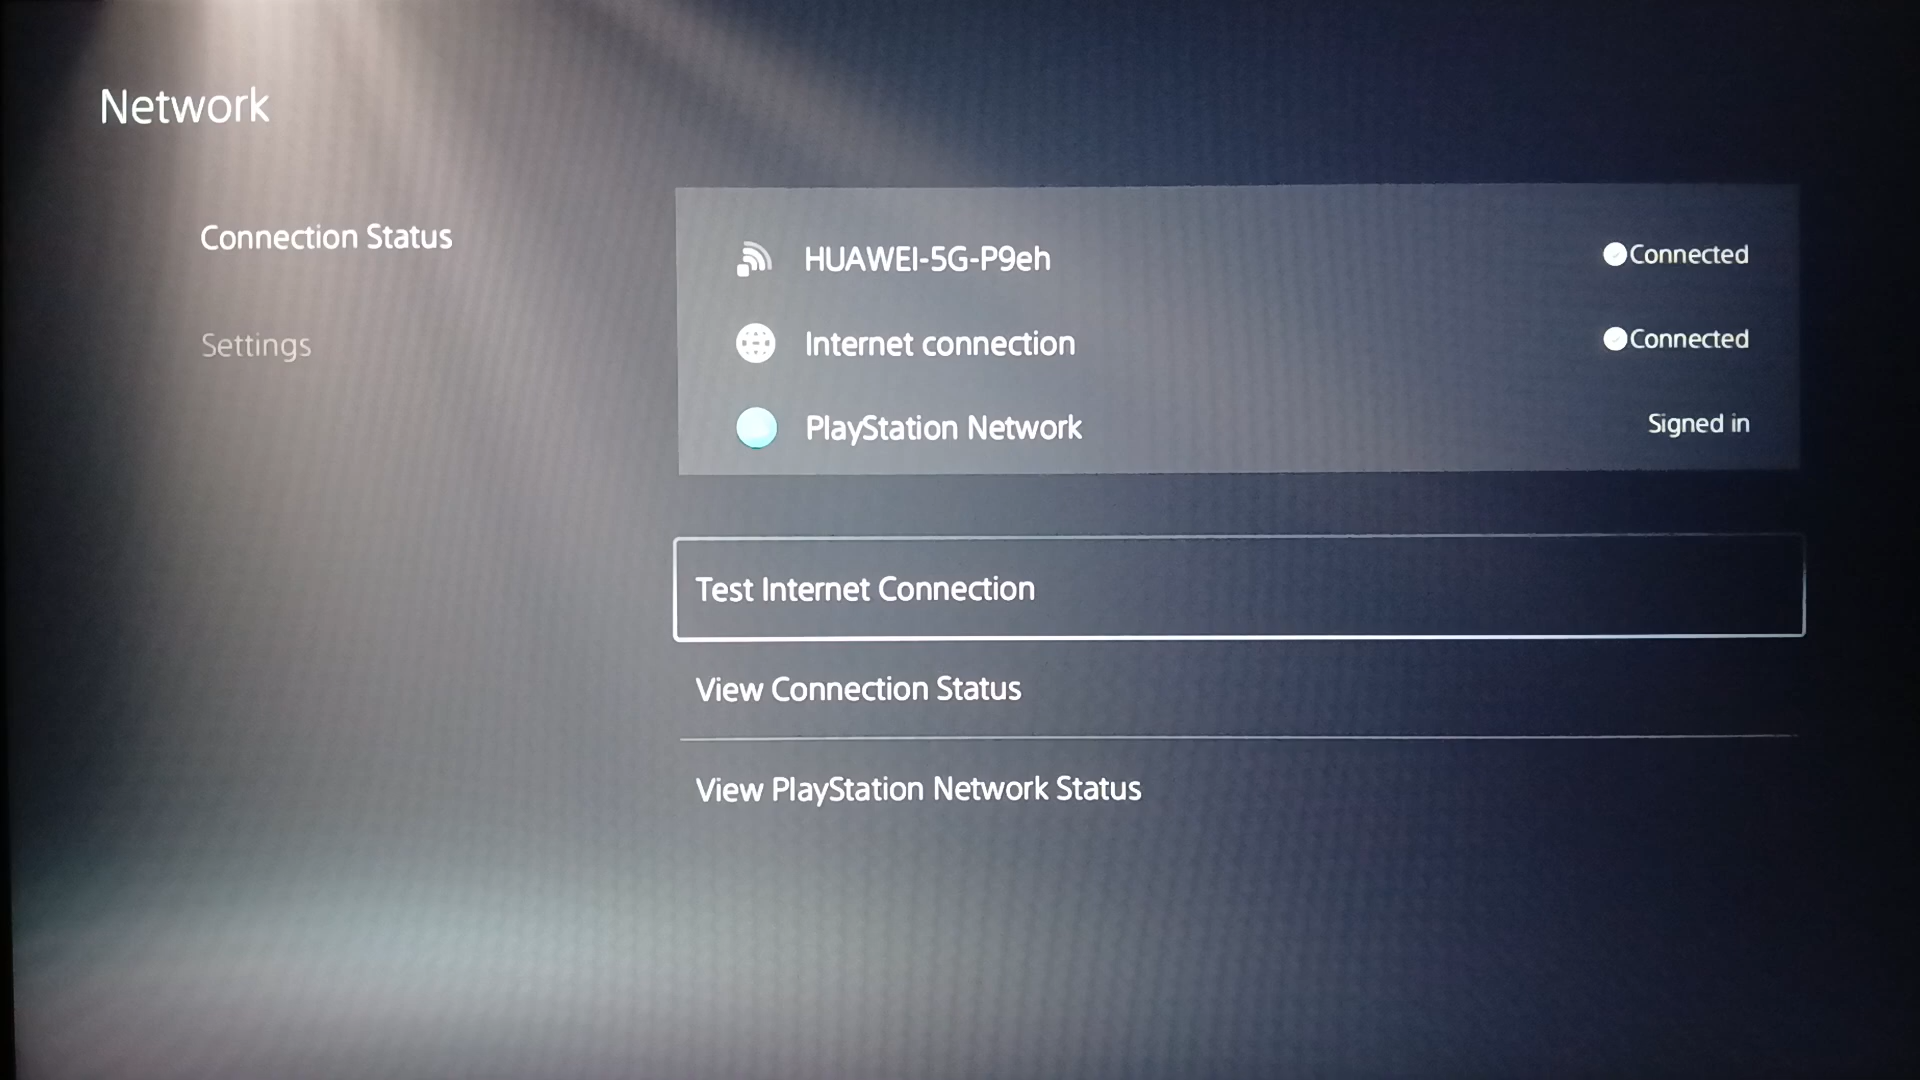 Network
Connection Status
Settings
HUAWEI-5G-P9eh
Connected
Internet connection
Connected
PlayStation Network
Signed in
Test Internet Connection
View Connection Status
View PlayStation Network Status